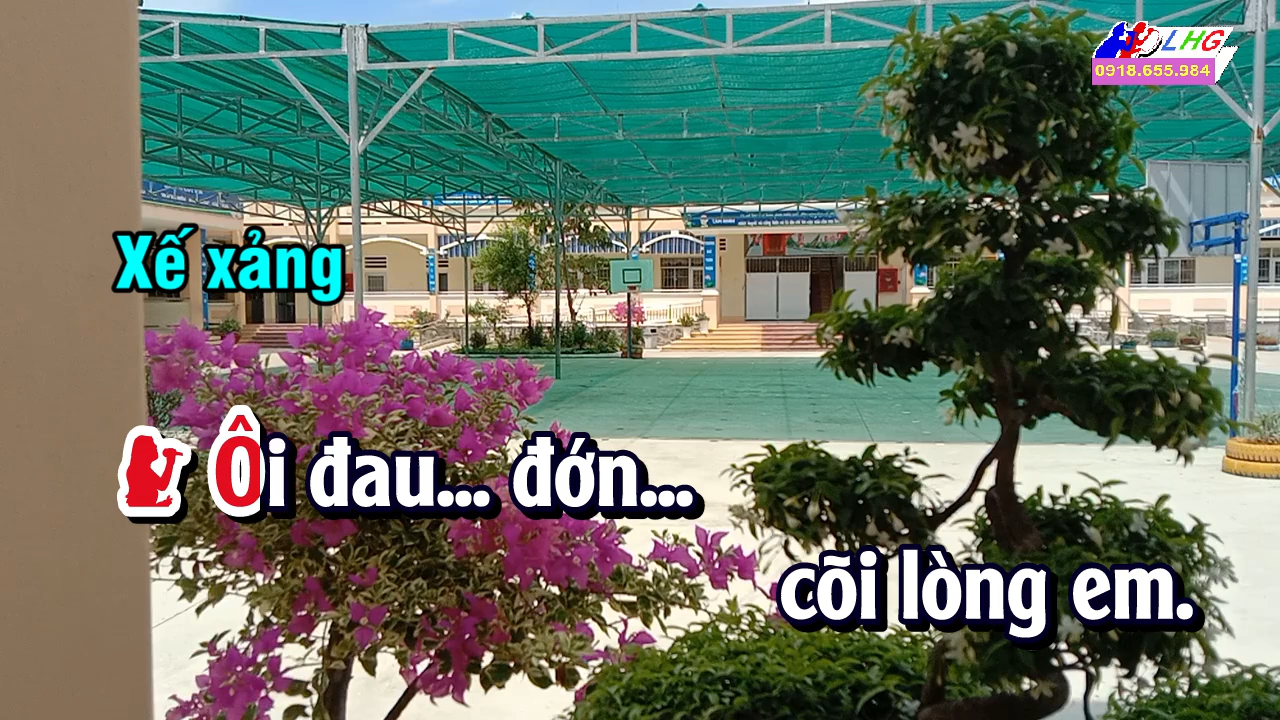 LHG
0918.655.984
Xế xảng
Ôi đau... đớn...
cõi lòng em.